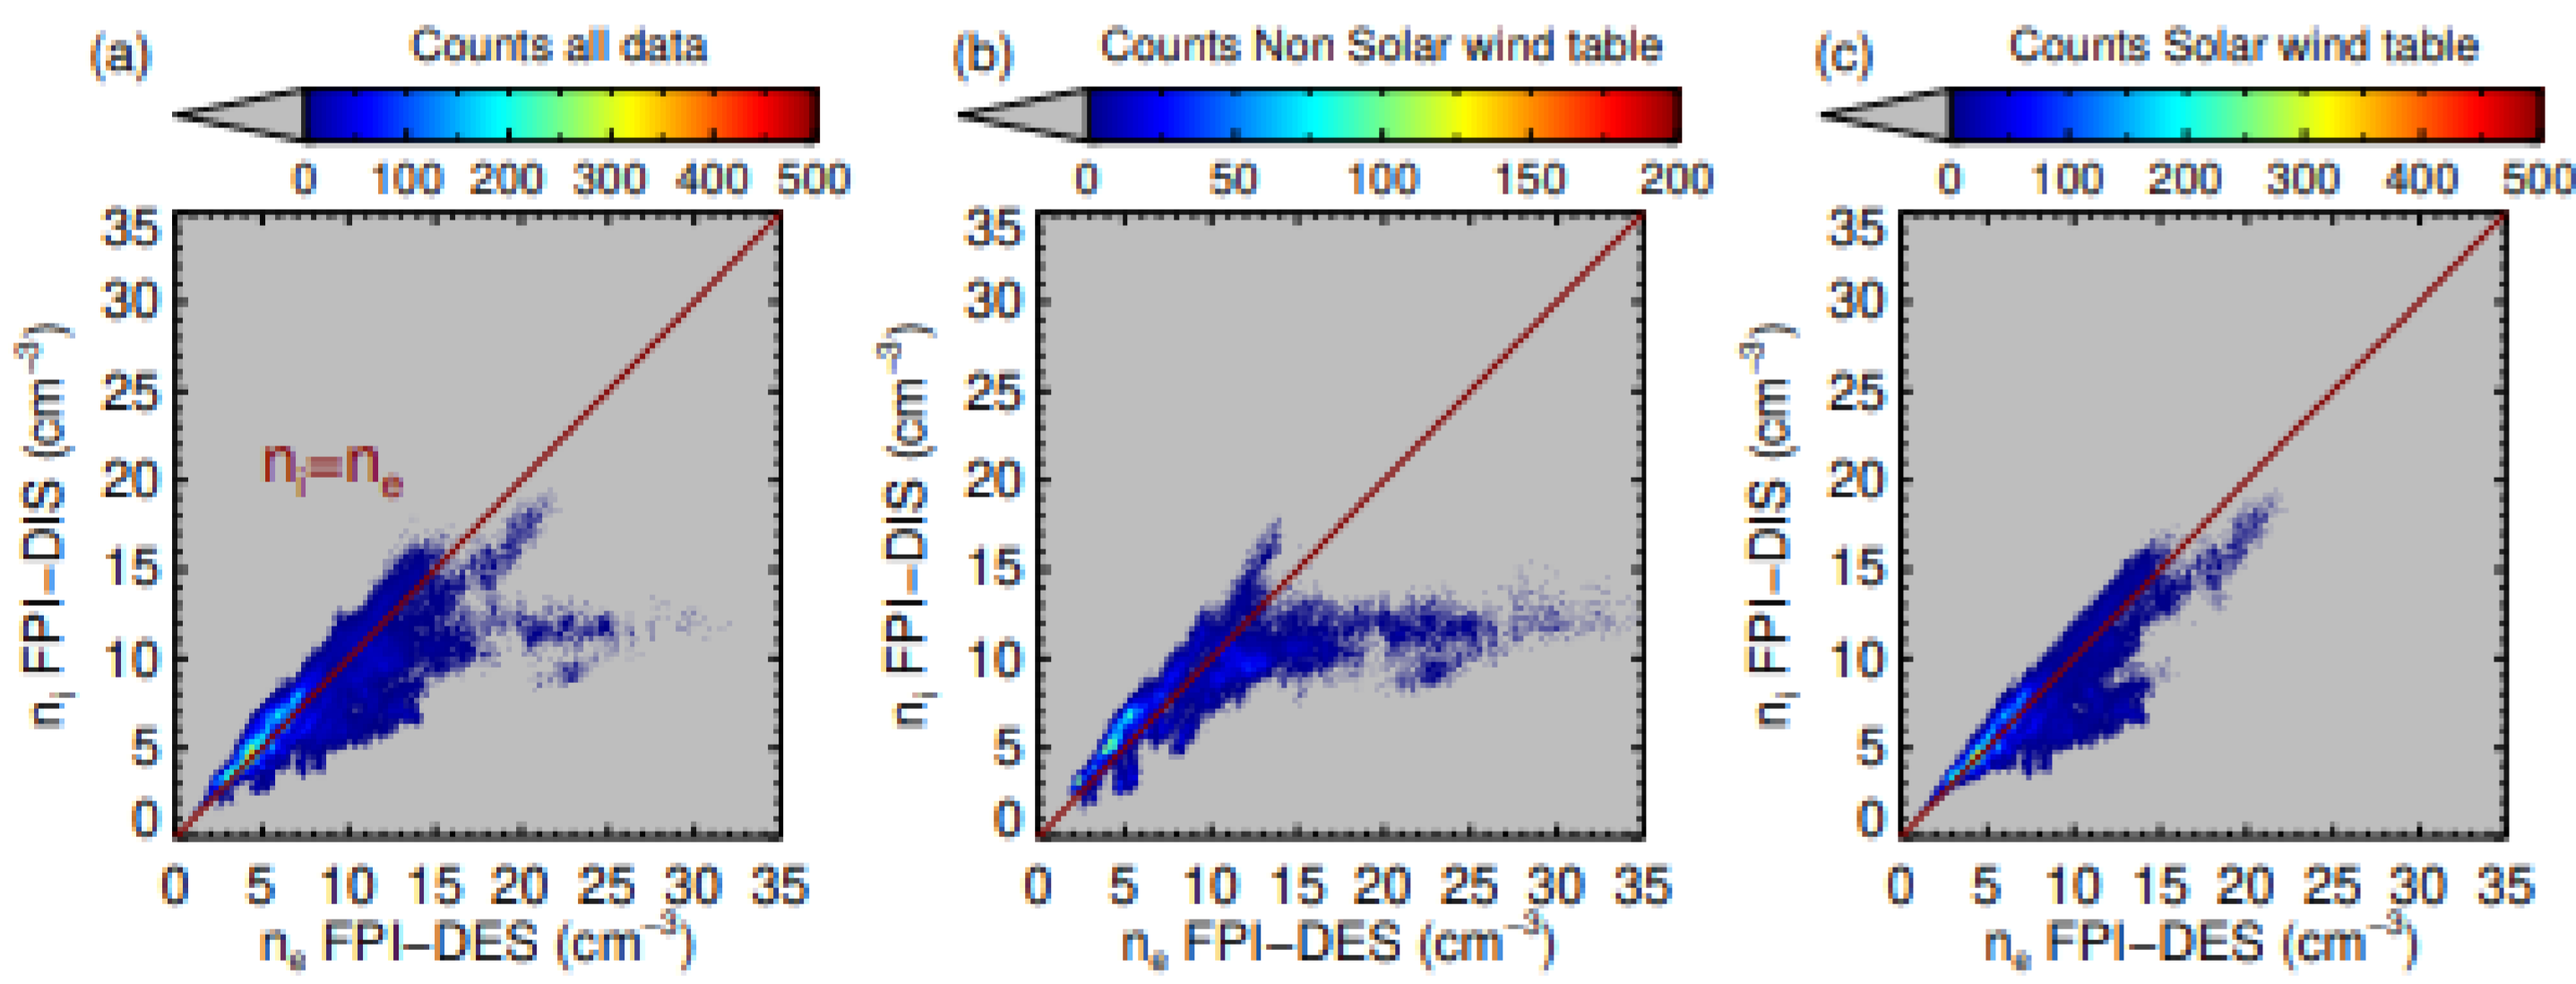 (a) Counts all data
0 100 200 300 400 500
35
30
25
20
15
10
5
0
n_i FPI−DIS (cm⁻³)
n_i=n_e
0 5 10 15 20 25 30 35
n_e FPI−DES (cm⁻³)
(b) Counts Non Solar wind table
0 50 100 150 200
35
30
25
20
15
10
5
0
n_i FPI−DIS (cm⁻³)
0 5 10 15 20 25 30 35
n_e FPI−DES (cm⁻³)
(c) Counts Solar wind table
0 100 200 300 400 500
35
30
25
20
15
10
5
0
n_i FPI−DIS (cm⁻³)
0 5 10 15 20 25 30 35
n_e FPI−DES (cm⁻³)